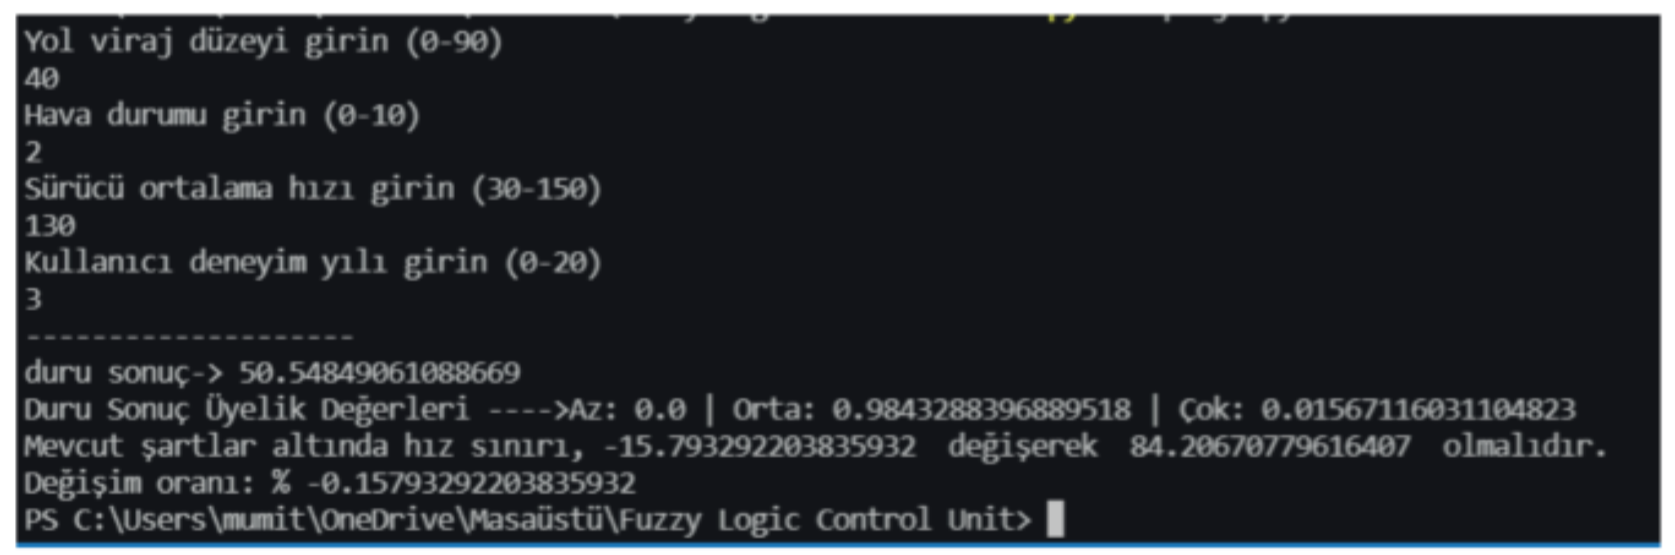 Yol viraj düzeyi girin (0-90)
40
Hava durumu girin (0-10)
2
Sürücü ortalama hızı girin (30-150)
130
Kullanıcı deneyim yılı girin (0-20)
3
--------------------
duru sonuç-> 50.54849061088669
Duru Sonuç Üyelik Değerleri ---->Az: 0.0 | Orta: 0.9843288396889518 | Çok: 0.01567116031104823
Mevcut şartlar altında hız sınırı, -15.793292203835932  değişerek  84.20670779616407  olmalıdır.
Değişim oranı: % -0.15793292203835932
PS C:\Users\mumit\OneDrive\Masaüstü\Fuzzy Logic Control Unit>